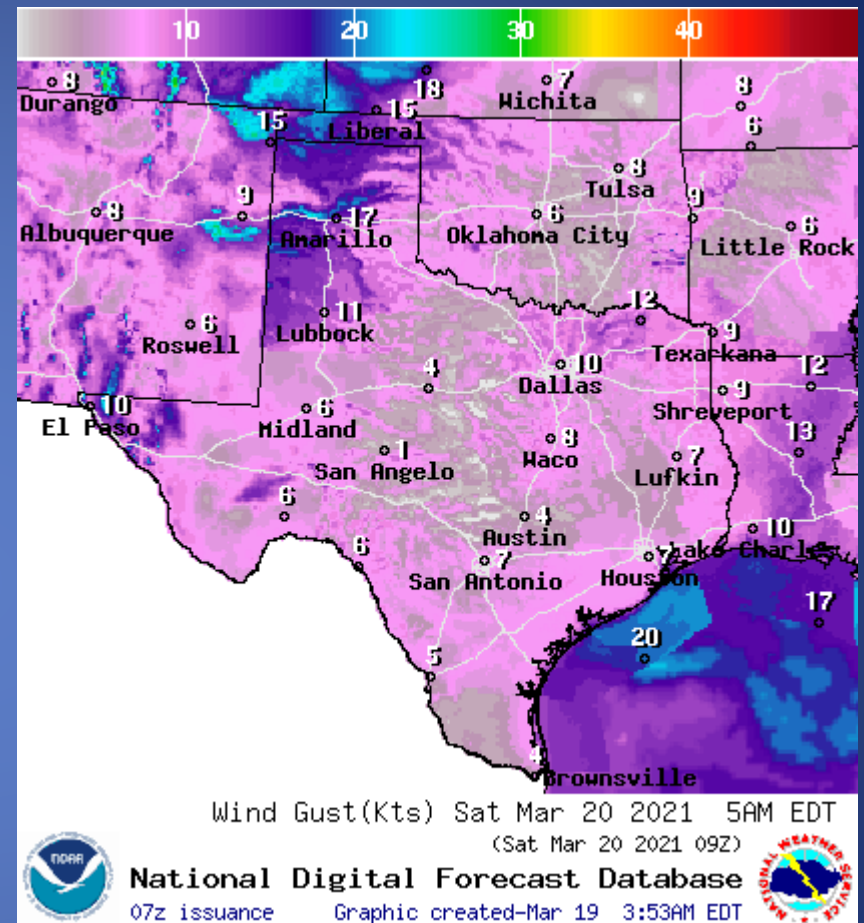 10 20 30 40
8
Durango
18
7
Wichita
8
15
Liberal
15
6
8
Tulsa
8
Albuquerque
9
17
Amarillo
6
Oklahoma City
9
6
Little Rock
6
Roswell
11
Lubbock
12
9
Texarkana
4
10
Dallas
12
9
Shreveport
10
El Paso
6
Midland
1
San Angelo
8
Waco
7
Lufkin
13
6
4
Austin
10
Lake Charle
6
7
San Antonio
7
Houston
17
20
5
4
Brownsville
Wind Gust(Kts) Sat Mar 20 2021 5AM EDT
(Sat Mar 20 2021 09Z)
NOAA
NATIONAL WEATHER SERVICE
National Digital Forecast Database
07z issuance Graphic created-Mar 19 3:53AM EDT